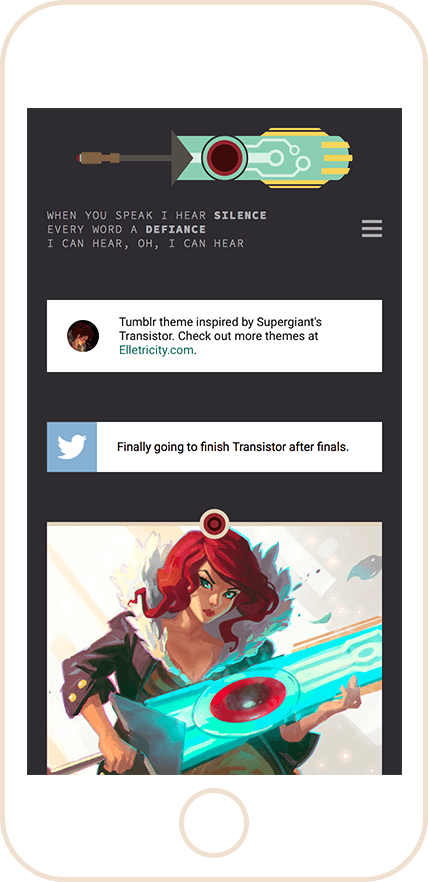 WHEN YOU SPEAK I HEAR SILENCE
EVERY WORD A DEFIANCE
I CAN HEAR, OH, I CAN HEAR
Tumblr theme inspired by Supergiant's
Transistor. Check out more themes at
Elletricity.com.
Finally going to finish Transistor after finals.